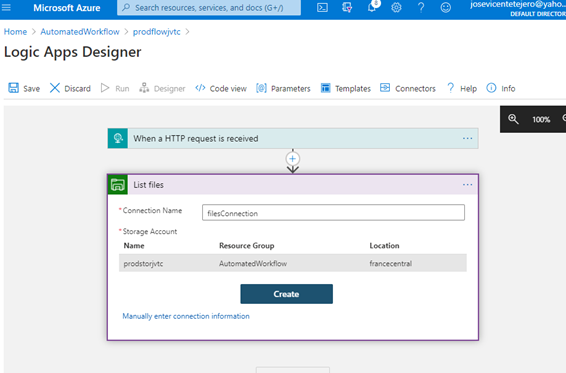 Microsoft Azure
Search resources, services, and docs (G+/)
josevicentetejero@yaho...
DEFAULT DIRECTOR
Home > AutomatedWorkflow > prodflowjvtc >
Logic Apps Designer
Save Discard Run Designer Code view Parameters Templates Connectors Help Info
100%
When a HTTP request is received
List files
*Connection Name filesConnection
*Storage Account
Name Resource Group Location
prodstorjvtc AutomatedWorkflow francecentral
Create
Manually enter connection information